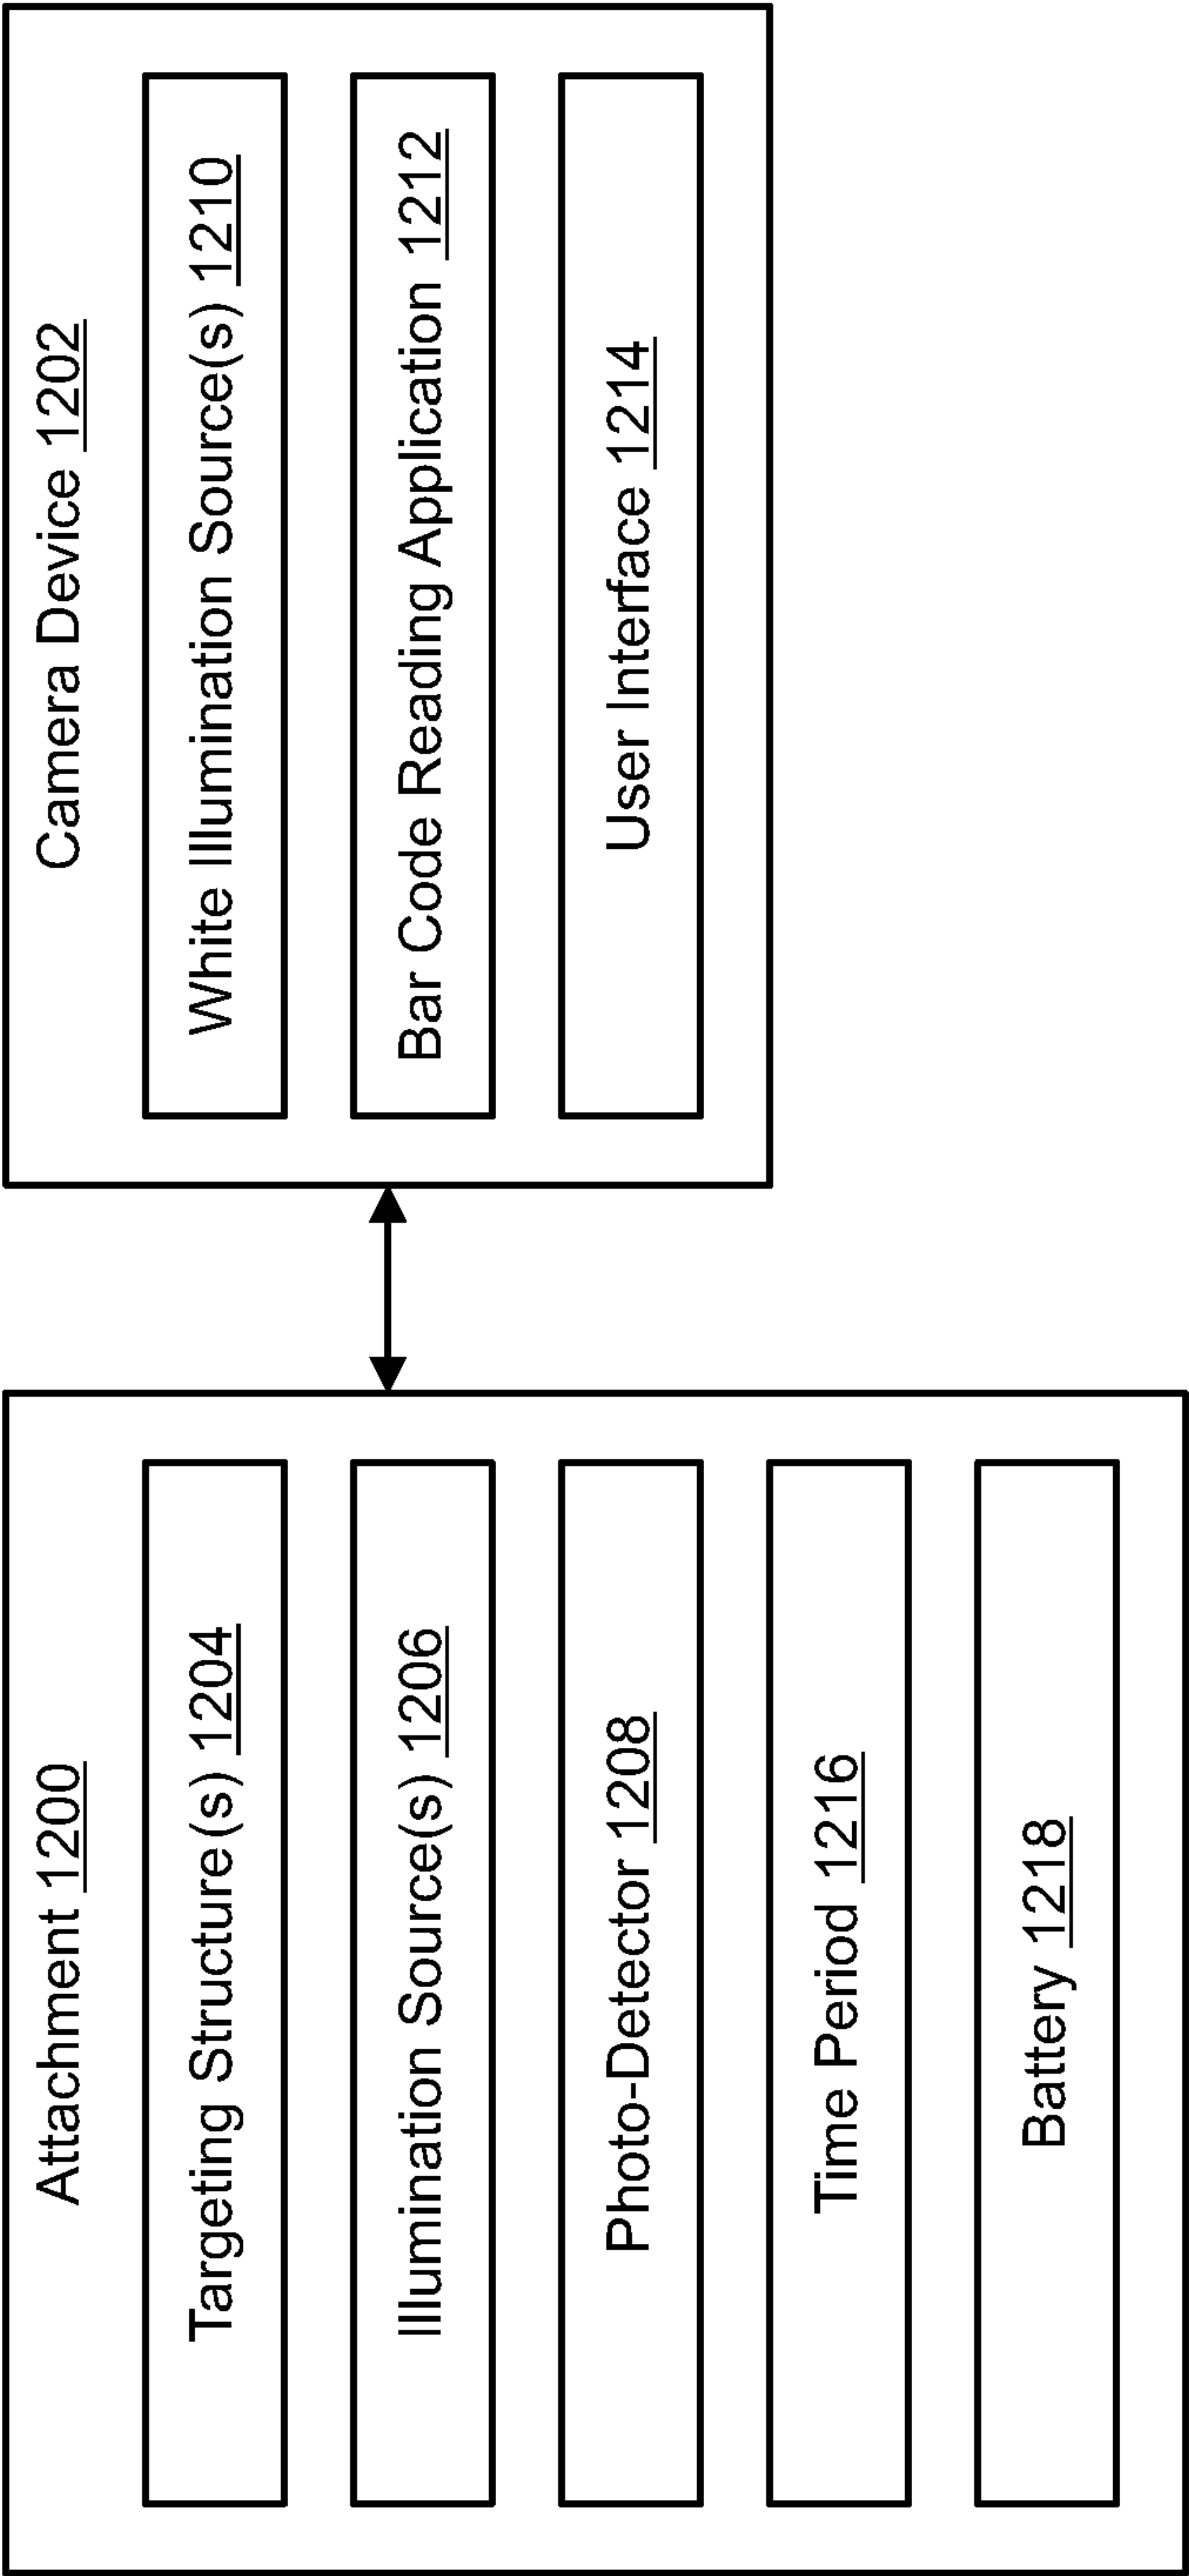 Attachment 1200
Targeting Structure(s) 1204
Illumination Source(s) 1206
Photo-Detector 1208
Time Period 1216
Battery 1218
Camera Device 1202
White Illumination Source(s) 1210
Bar Code Reading Application 1212
User Interface 1214